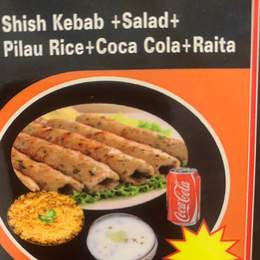 Shish Kebab +Salad+
Pilau Rice+Coca Cola+Raita
Coca-Cola